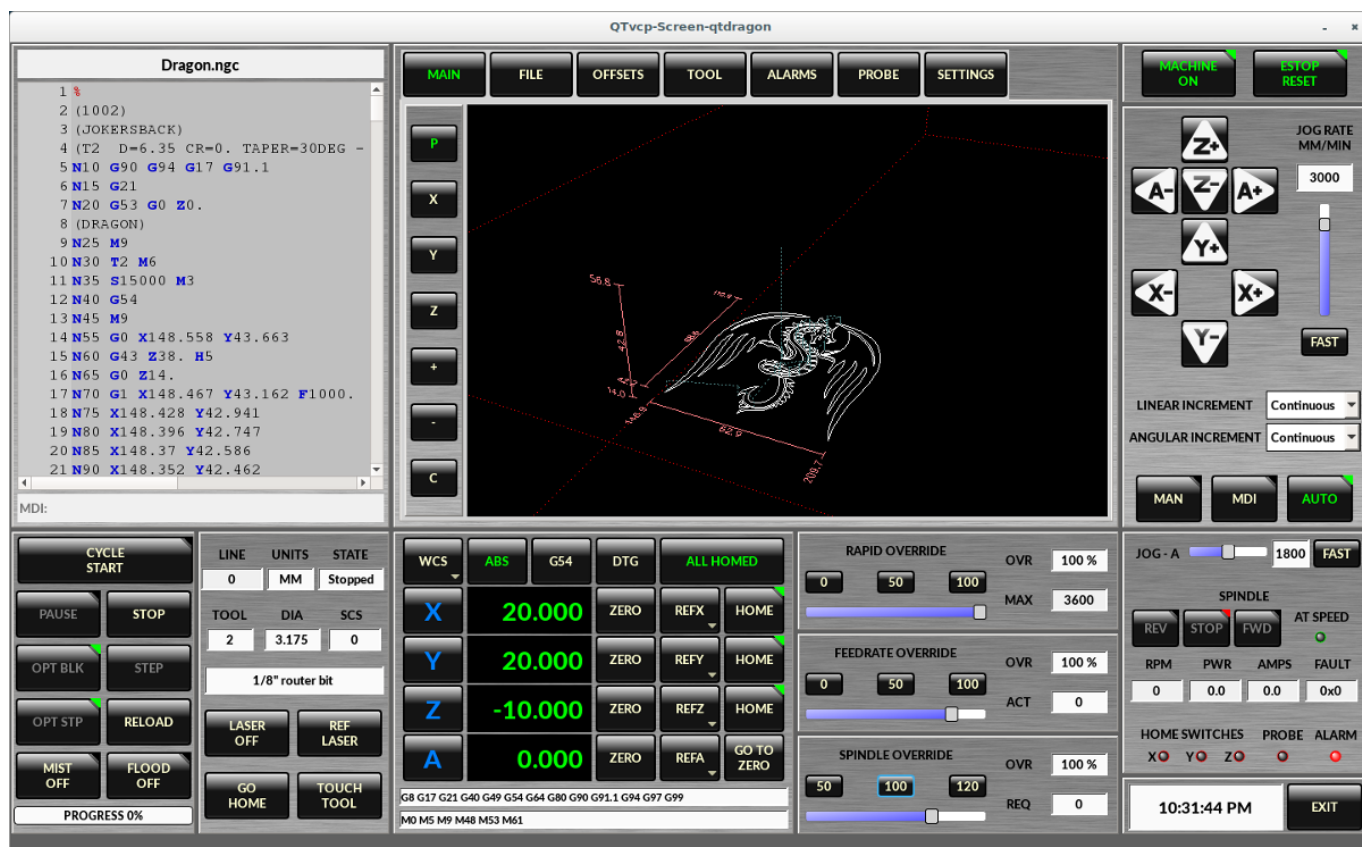 QTvcp-Screen-qtdragon
Dragon.ngc
1 %
2 (1002)
3 (JOKERSBACK)
4 (T2 D=6.35 CR=0. TAPER=30DEG -
5 N10 G90 G94 G17 G91.1
6 N15 G21
7 N20 G53 G0 Z0.
8 (DRAGON)
9 N25 M9
10 N30 T2 M6
11 N35 S15000 M3
12 N40 G54
13 N45 M9
14 N55 G0 X148.558 Y43.663
15 N60 G43 Z38. H5
16 N65 G0 Z14.
17 N70 G1 X148.467 Y43.162 F1000.
18 N75 X148.428 Y42.941
19 N80 X148.396 Y42.747
20 N85 X148.37 Y42.586
21 N90 X148.352 Y42.462
MDI:
MAIN FILE OFFSETS TOOL ALARMS PROBE SETTINGS
P
X
Y
Z
+
-
C
56.8
42.8
14.0
62.9
209.7
MACHINE ON
ESTOP RESET
Z+
A- Z- A+
Y+
X- X+
Y-
JOG RATE
MM/MIN
3000
FAST
LINEAR INCREMENT Continuous
ANGULAR INCREMENT Continuous
MAN MDI AUTO
CYCLE
START
PAUSE STOP
OPT BLK STEP
OPT STP RELOAD
MIST OFF
FLOOD OFF
PROGRESS 0%
LINE UNITS STATE
0 MM Stopped
TOOL DIA SCS
2 3.175 0
1/8" router bit
LASER OFF
REF LASER
GO HOME
TOUCH TOOL
WCS ABS G54 DTG ALL HOMED
X 20.000 ZERO REFX HOME
Y 20.000 ZERO REFY HOME
Z -10.000 ZERO REFZ HOME
A 0.000 ZERO REFA GO TO ZERO
G8 G17 G21 G40 G49 G54 G64 G80 G90 G91.1 G94 G97 G99
M0 M5 M9 M48 M53 M61
RAPID OVERRIDE
0 50 100
OVR 100 %
MAX 3600
FEEDRATE OVERRIDE
0 50 100
OVR 100 %
ACT 0
SPINDLE OVERRIDE
50 100 120
OVR 100 %
REQ 0
JOG - A 1800 FAST
SPINDLE
REV STOP FWD
AT SPEED
RPM PWR AMPS FAULT
0 0.0 0.0 0x0
HOME SWITCHES PROBE ALARM
X Y Z
10:31:44 PM
EXIT